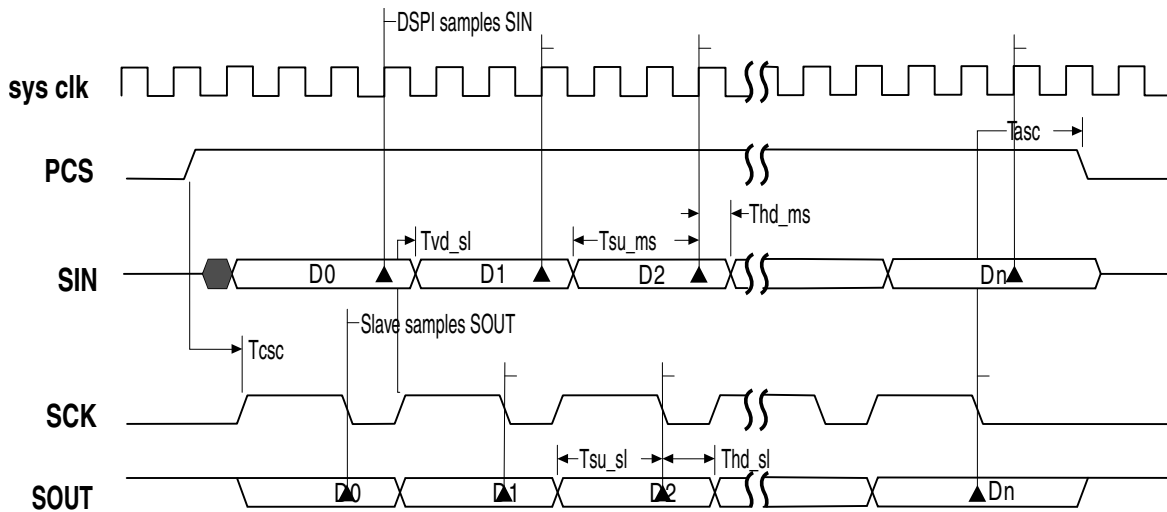 DSPI samples SIN
sys clk
Tasc
PCS
Thd_ms
Tvd_sl
Tsu_ms
SIN
D0
D1
D2
Dn
Slave samples SOUT
Tcsc
SCK
Tsu_sl
Thd_sl
SOUT
D0
D1
D2
Dn